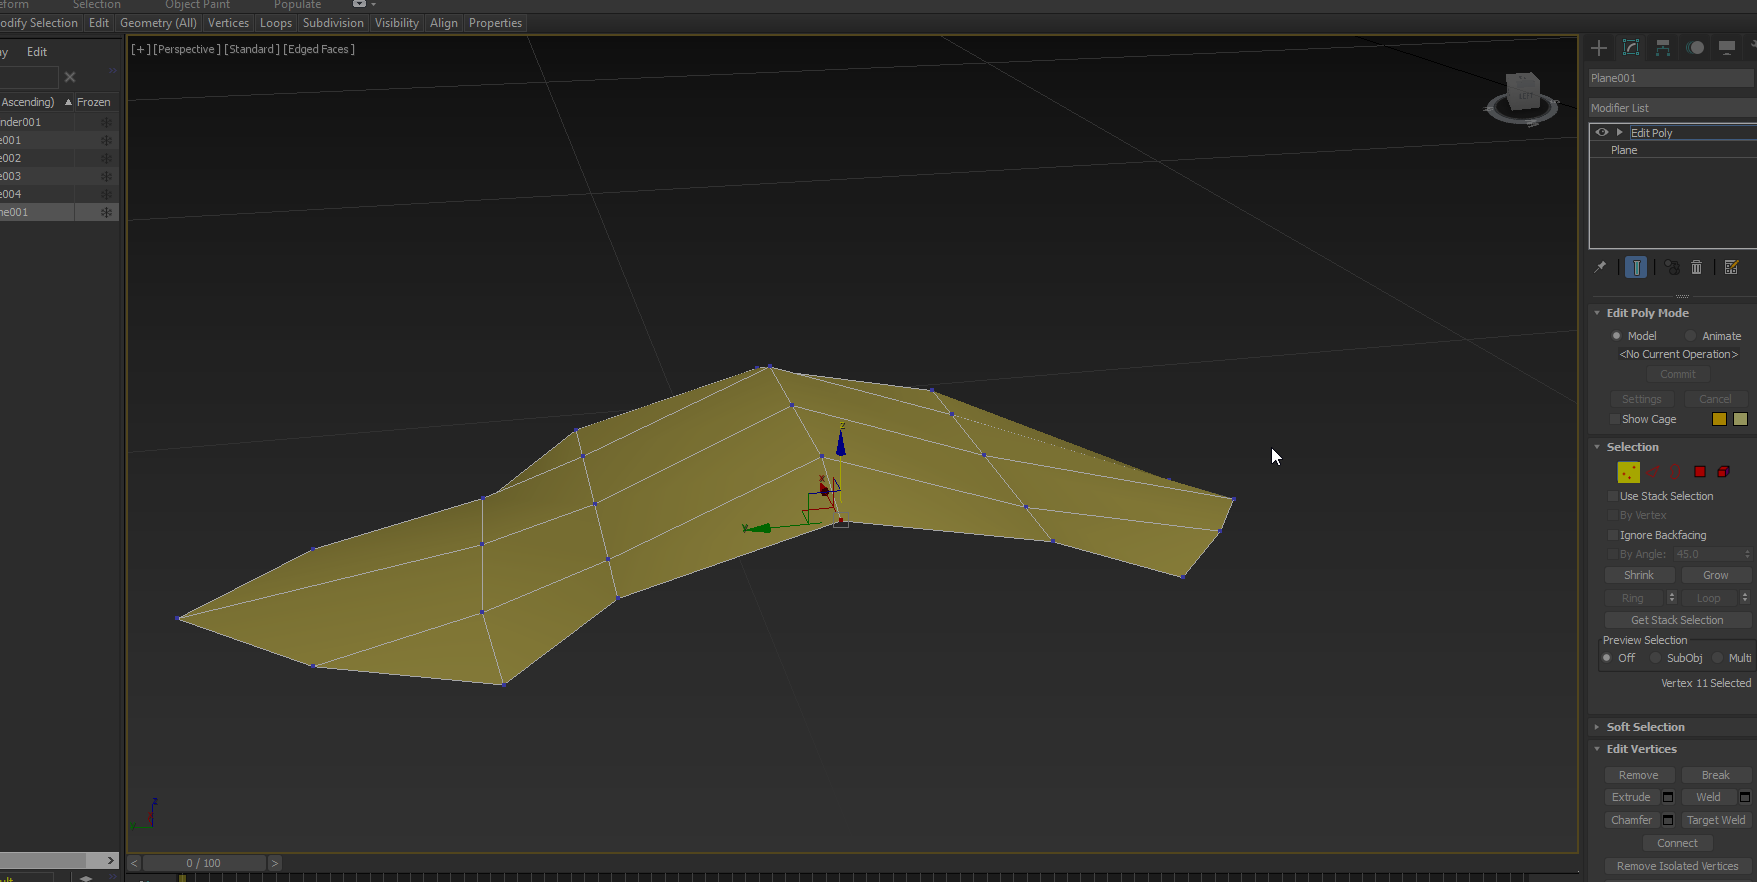 eform Selection Object Paint Populate
odify Selection Edit Geometry (All) Vertices Loops Subdivision Visibility Align Properties
ay Edit
Ascending) ▲ Frozen
nder001
e001
e002
e003
e004
ne001
[+] [Perspective ] [Standard ] [Edged Faces ]
z
x
y
z
y
< 0 / 100 >
Plane001
Modifier List
Edit Poly
Plane
Edit Poly Mode
Model Animate
<No Current Operation>
Commit
Settings Cancel
Show Cage
Selection
Use Stack Selection
By Vertex
Ignore Backfacing
By Angle: 45.0
Shrink Grow
Ring Loop
Get Stack Selection
Preview Selection
Off SubObj Multi
Vertex 11 Selected
Soft Selection
Edit Vertices
Remove Break
Extrude Weld
Chamfer Target Weld
Connect
Remove Isolated Vertices